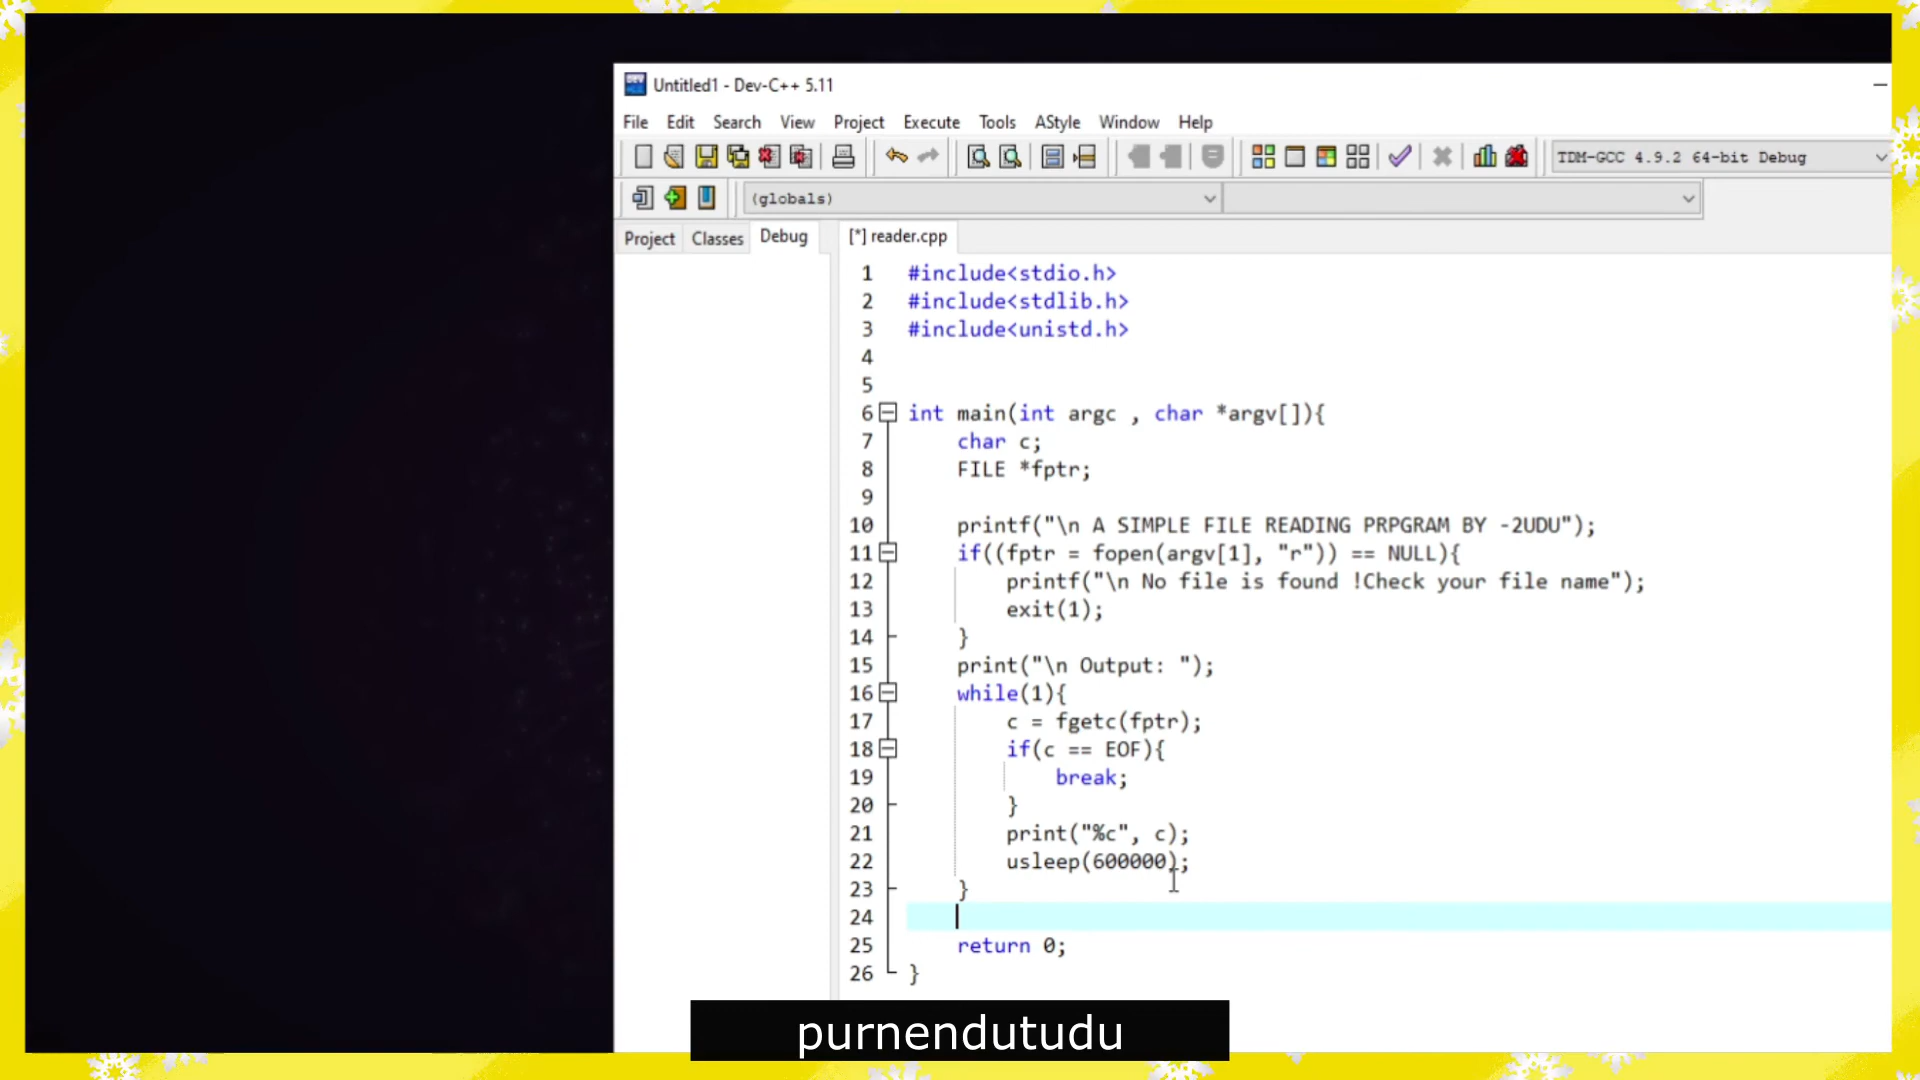 Untitled1 - Dev-C++ 5.11
File Edit Search View Project Execute Tools AStyle Window Help
TDM-GCC 4.9.2 64-bit Debug
(globals)
Project Classes Debug
[*] reader.cpp
1 #include<stdio.h>
2 #include<stdlib.h>
3 #include<unistd.h>
4
5
6 int main(int argc , char *argv[]){
7 char c;
8 FILE *fptr;
9
10 printf("\n A SIMPLE FILE READING PRPGRAM BY -2UDU");
11 if((fptr = fopen(argv[1], "r")) == NULL){
12 printf("\n No file is found !Check your file name");
13 exit(1);
14 }
15 print("\n Output: ");
16 while(1){
17 c = fgetc(fptr);
18 if(c == EOF){
19 break;
20 }
21 print("%c", c);
22 usleep(600000);
23 }
24
25 return 0;
26 }
purnendutudu